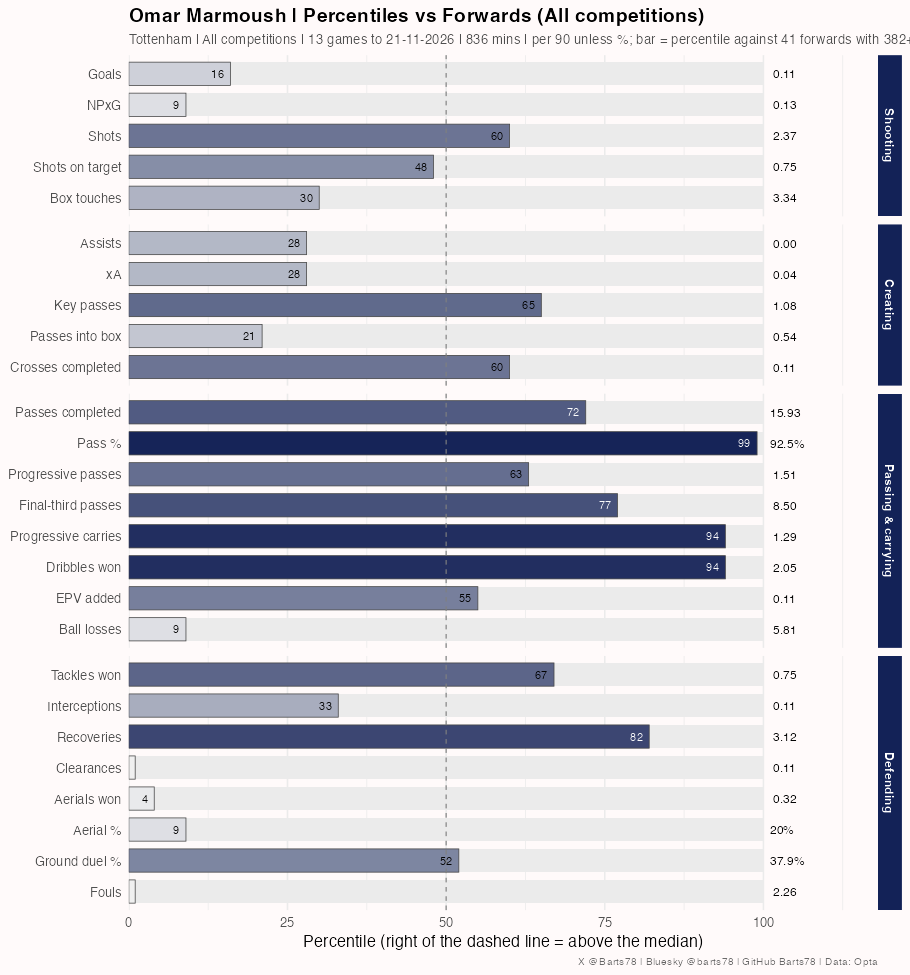 Omar Marmoush | Percentiles vs Forwards (All competitions)
Tottenham | All competitions | 13 games to 21-11-2026 | 836 mins | per 90 unless %; bar = percentile against 41 forwards with 382+
Goals 16 0.11
NPxG 9 0.13
Shots 60 2.37
Shots on target 48 0.75
Box touches 30 3.34
Shooting
Assists 28 0.00
xA 28 0.04
Key passes 65 1.08
Passes into box 21 0.54
Crosses completed 60 0.11
Creating
Passes completed 72 15.93
Pass % 99 92.5%
Progressive passes 63 1.51
Final-third passes 77 8.50
Progressive carries 94 1.29
Dribbles won 94 2.05
EPV added 55 0.11
Ball losses 9 5.81
Passing & carrying
Tackles won 67 0.75
Interceptions 33 0.11
Recoveries 82 3.12
Clearances 0.11
Aerials won 4 0.32
Aerial % 9 20%
Ground duel % 52 37.9%
Fouls 2.26
Defending
0 25 50 75 100
Percentile (right of the dashed line = above the median)
X @Barts78 | Bluesky @barts78 | GitHub Barts78 | Data: Opta